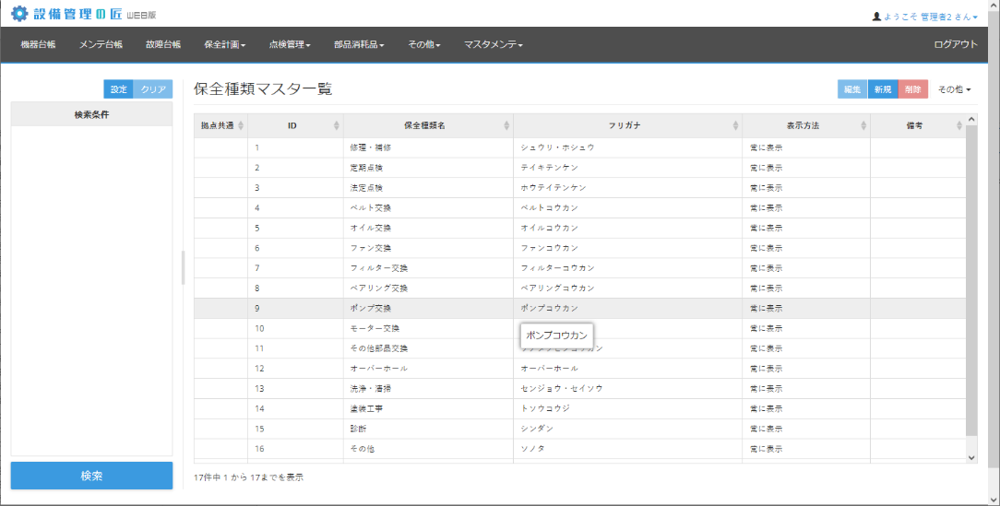 設備管理の匠 WEB版
ようこそ 管理者2 さん
機器台帳 メンテ台帳 故障台帳 保全計画 点検管理 部品消耗品 その他 マスタメンテ ログアウト
設定 クリア
検索条件
検索
保全種類マスタ一覧
編集 新規 削除 その他
拠点共通 ID 保全種類名 フリガナ 表示方法 備考
1 修理・補修 シュウリ・ホシュウ 常に表示
2 定期点検 テイキテンケン 常に表示
3 法定点検 ホウテイテンケン 常に表示
4 ベルト交換 ベルトコウカン 常に表示
5 オイル交換 オイルコウカン 常に表示
6 ファン交換 ファンコウカン 常に表示
7 フィルター交換 フィルターコウカン 常に表示
8 ベアリング交換 ベアリングコウカン 常に表示
9 ポンプ交換 ポンプコウカン 常に表示
10 モーター交換 常に表示
ポンプコウカン
11 その他部品交換 常に表示
12 オーバーホール オーバーホール 常に表示
13 洗浄・清掃 センジョウ・セイソウ 常に表示
14 塗装工事 トソウコウジ 常に表示
15 診断 シンダン 常に表示
16 その他 ソノタ 常に表示
17件中 1 から 17までを表示